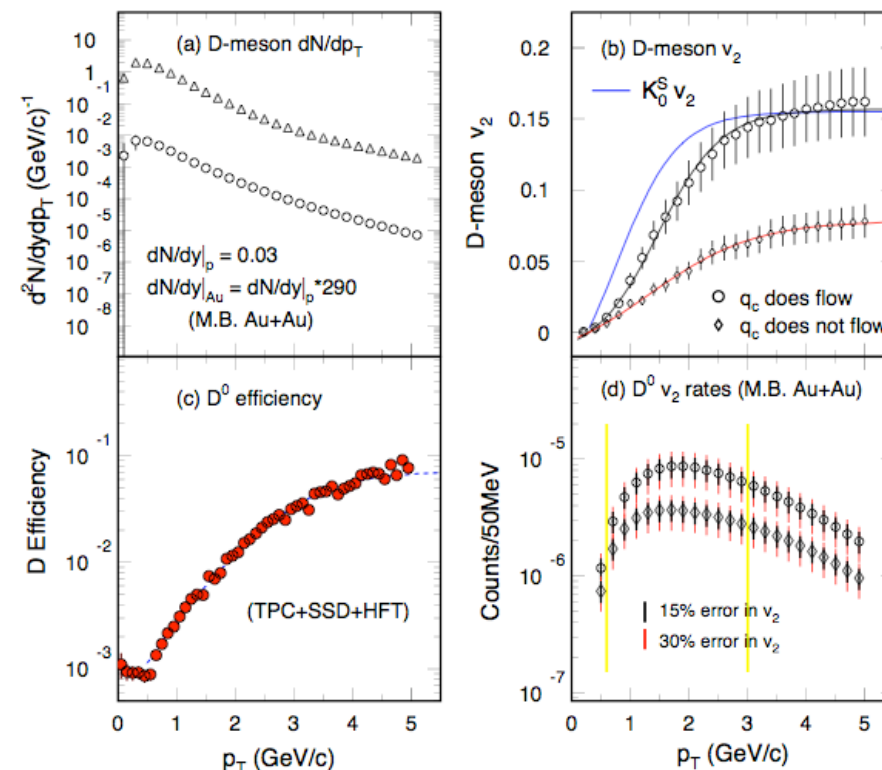 (a) D-meson dN/dp_T
10
1
10^-1
10^-2
10^-3
10^-4
10^-5
10^-6
10^-7
10^-8
d²N/dydp_T (GeV/c)^-1
dN/dy|_p = 0.03
dN/dy|_Au = dN/dy|_p*290
(M.B. Au+Au)
(b) D-meson v_2
K_0^S v_2
0.2
0.15
0.1
0.05
0
D-meson v_2
q_c does flow
q_c does not flow
(c) D^0 efficiency
10^-1
10^-2
10^-3
D Efficiency
(TPC+SSD+HFT)
0 1 2 3 4 5
p_T (GeV/c)
(d) D^0 v_2 rates (M.B. Au+Au)
10^-5
10^-6
10^-7
Counts/50MeV
15% error in v_2
30% error in v_2
0 1 2 3 4 5
p_T (GeV/c)